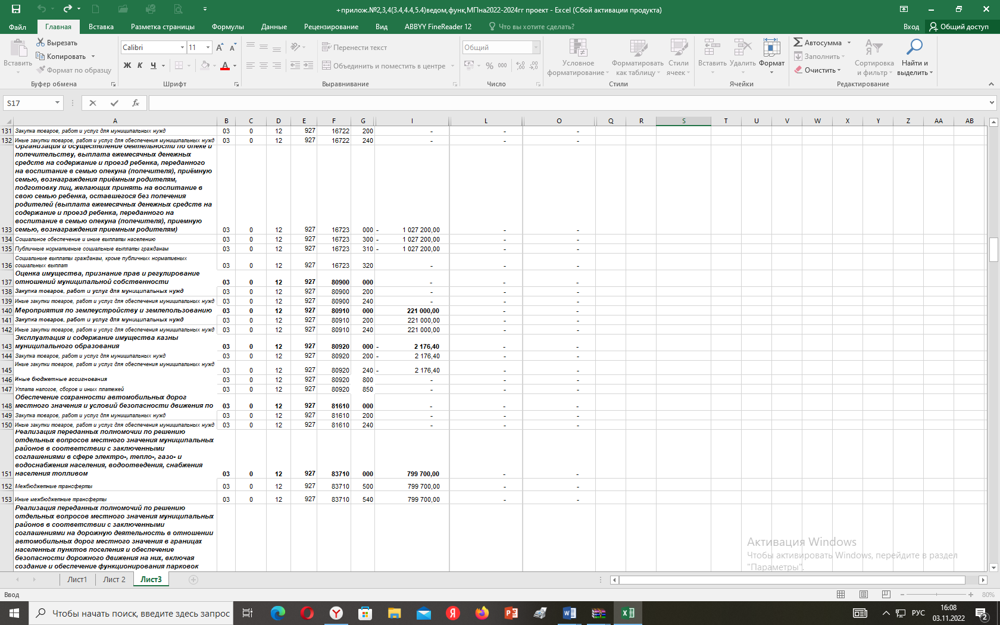 +прилож.№2,3,4(3.4,4.4,5.4)ведом,функ,МПна2022-2024гг проект - Excel (Сбой активации продукта)
Файл Главная Вставка Разметка страницы Формулы Данные Рецензирование Вид ABBYY FineReader 12 Что вы хотите сделать? Вход Общий доступ
Вставить
Вырезать
Копировать
Формат по образцу
Буфер обмена
Calibri 11
Ж К Ч
Шрифт
Перенести текст
Объединить и поместить в центре
Выравнивание
Общий
% 000
Число
Условное форматирование
Форматировать как таблицу
Стили ячеек
Стили
Вставить Удалить Формат
Ячейки
Автосумма
Заполнить
Очистить
Сортировка и фильтр
Найти и выделить
Редактирование
S17
A B C D E F G I L O Q R S T U V W X Y Z AA AB
131 Закупка товаров, работ и услуг для муниципальных нужд 03 0 12 927 16722 200 - - -
132 Иные закупки товаров, работ и услуг для обеспечения муниципальных нужд 03 0 12 927 16722 240 - - -
Организация и осуществление деятельности по опеке и
попечительству, выплата ежемесячных денежных
средств на содержание и проезд ребенка, переданного
на воспитание в семью опекуна (попечителя), приёмную
семью, вознаграждения приёмным родителям,
подготовку лиц, желающих принять на воспитание в
свою семью ребенка, оставшегося без попечения
родителей (выплата ежемесячных денежных средств на
содержание и проезд ребенка, переданного на
воспитание в семью опекуна (попечителя), приемную
133 семью, вознаграждения приемным родителям) 03 0 12 927 16723 000 - 1 027 200,00 - -
134 Социальное обеспечение и иные выплаты населению 03 0 12 927 16723 300 - 1 027 200,00 - -
135 Публичные нормативные социальные выплаты гражданам 03 0 12 927 16723 310 - 1 027 200,00 - -
Социальные выплаты гражданам, кроме публичных нормативных
136 социальных выплат 03 0 12 927 16723 320 - - -
Оценка имущества, признание прав и регулирование
137 отношений муниципальной собственности 03 0 12 927 80900 000 - - -
138 Закупка товаров, работ и услуг для муниципальных нужд 03 0 12 927 80900 200 - - -
139 Иные закупки товаров, работ и услуг для обеспечения муниципальных нужд 03 0 12 927 80900 240 - - -
140 Мероприятия по землеустройству и землепользованию 03 0 12 927 80910 000 221 000,00 - -
141 Закупка товаров, работ и услуг для муниципальных нужд 03 0 12 927 80910 200 221 000,00 - -
142 Иные закупки товаров, работ и услуг для обеспечения муниципальных нужд 03 0 12 927 80910 240 221 000,00 - -
Эксплуатация и содержание имущества казны
143 муниципального образования 03 0 12 927 80920 000 - 2 176,40 - -
144 Закупка товаров, работ и услуг для муниципальных нужд 03 0 12 927 80920 200 - 2 176,40 - -
Иные закупки товаров, работ и услуг для обеспечения муниципальных нужд
145 03 0 12 927 80920 240 - 2 176,40 - -
146 Иные бюджетные ассигнования 03 0 12 927 80920 800 - - -
147 Уплата налогов, сборов и иных платежей 03 0 12 927 80920 850 - - -
Обеспечение сохранности автомобильных дорог
148 местного значения и условий безопасности движения по 03 0 12 927 81610 000 - - -
149 Закупка товаров, работ и услуг для муниципальных нужд 03 0 12 927 81610 200 - - -
150 Иные закупки товаров, работ и услуг для обеспечения муниципальных нужд 03 0 12 927 81610 240 - - -
Реализация переданных полномочий по решению
отдельных вопросов местного значения муниципальных
районов в соответствии с заключенными
соглашениями в сфере электро-, тепло-, газо- и
водоснабжения населения, водоотведения, снабжения
151 населения топливом 03 0 12 927 83710 000 799 700,00 - -
152 Межбюджетные трансферты 03 0 12 927 83710 500 799 700,00 - -
153 Иные межбюджетные трансферты 03 0 12 927 83710 540 799 700,00 - -
Реализация переданных полномочий по решению
отдельных вопросов местного значения муниципальных
районов в соответствии с заключенными
соглашениями на дорожную деятельность в отношении
автомобильных дорог местного значения в границах
населенных пунктов поселения и обеспечение
безопасности дорожного движения на них, включая
создание и обеспечение функционирования парковок
Активация Windows
Чтобы активировать Windows, перейдите в раздел
"Параметры".
Лист1 Лист 2 Лист3
Ввод 80%
Чтобы начать поиск, введите здесь запрос
РУС 16:08
03.11.2022 2